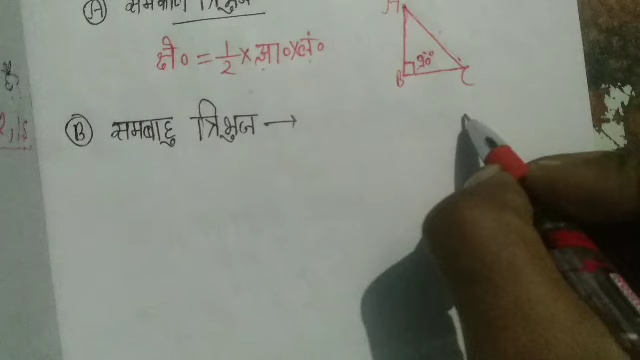 (A) समकोण त्रिभुज
A
क्षे० = 1/2 × आ० × लं०
90°
B C
है
(B) समबाहु त्रिभुज →